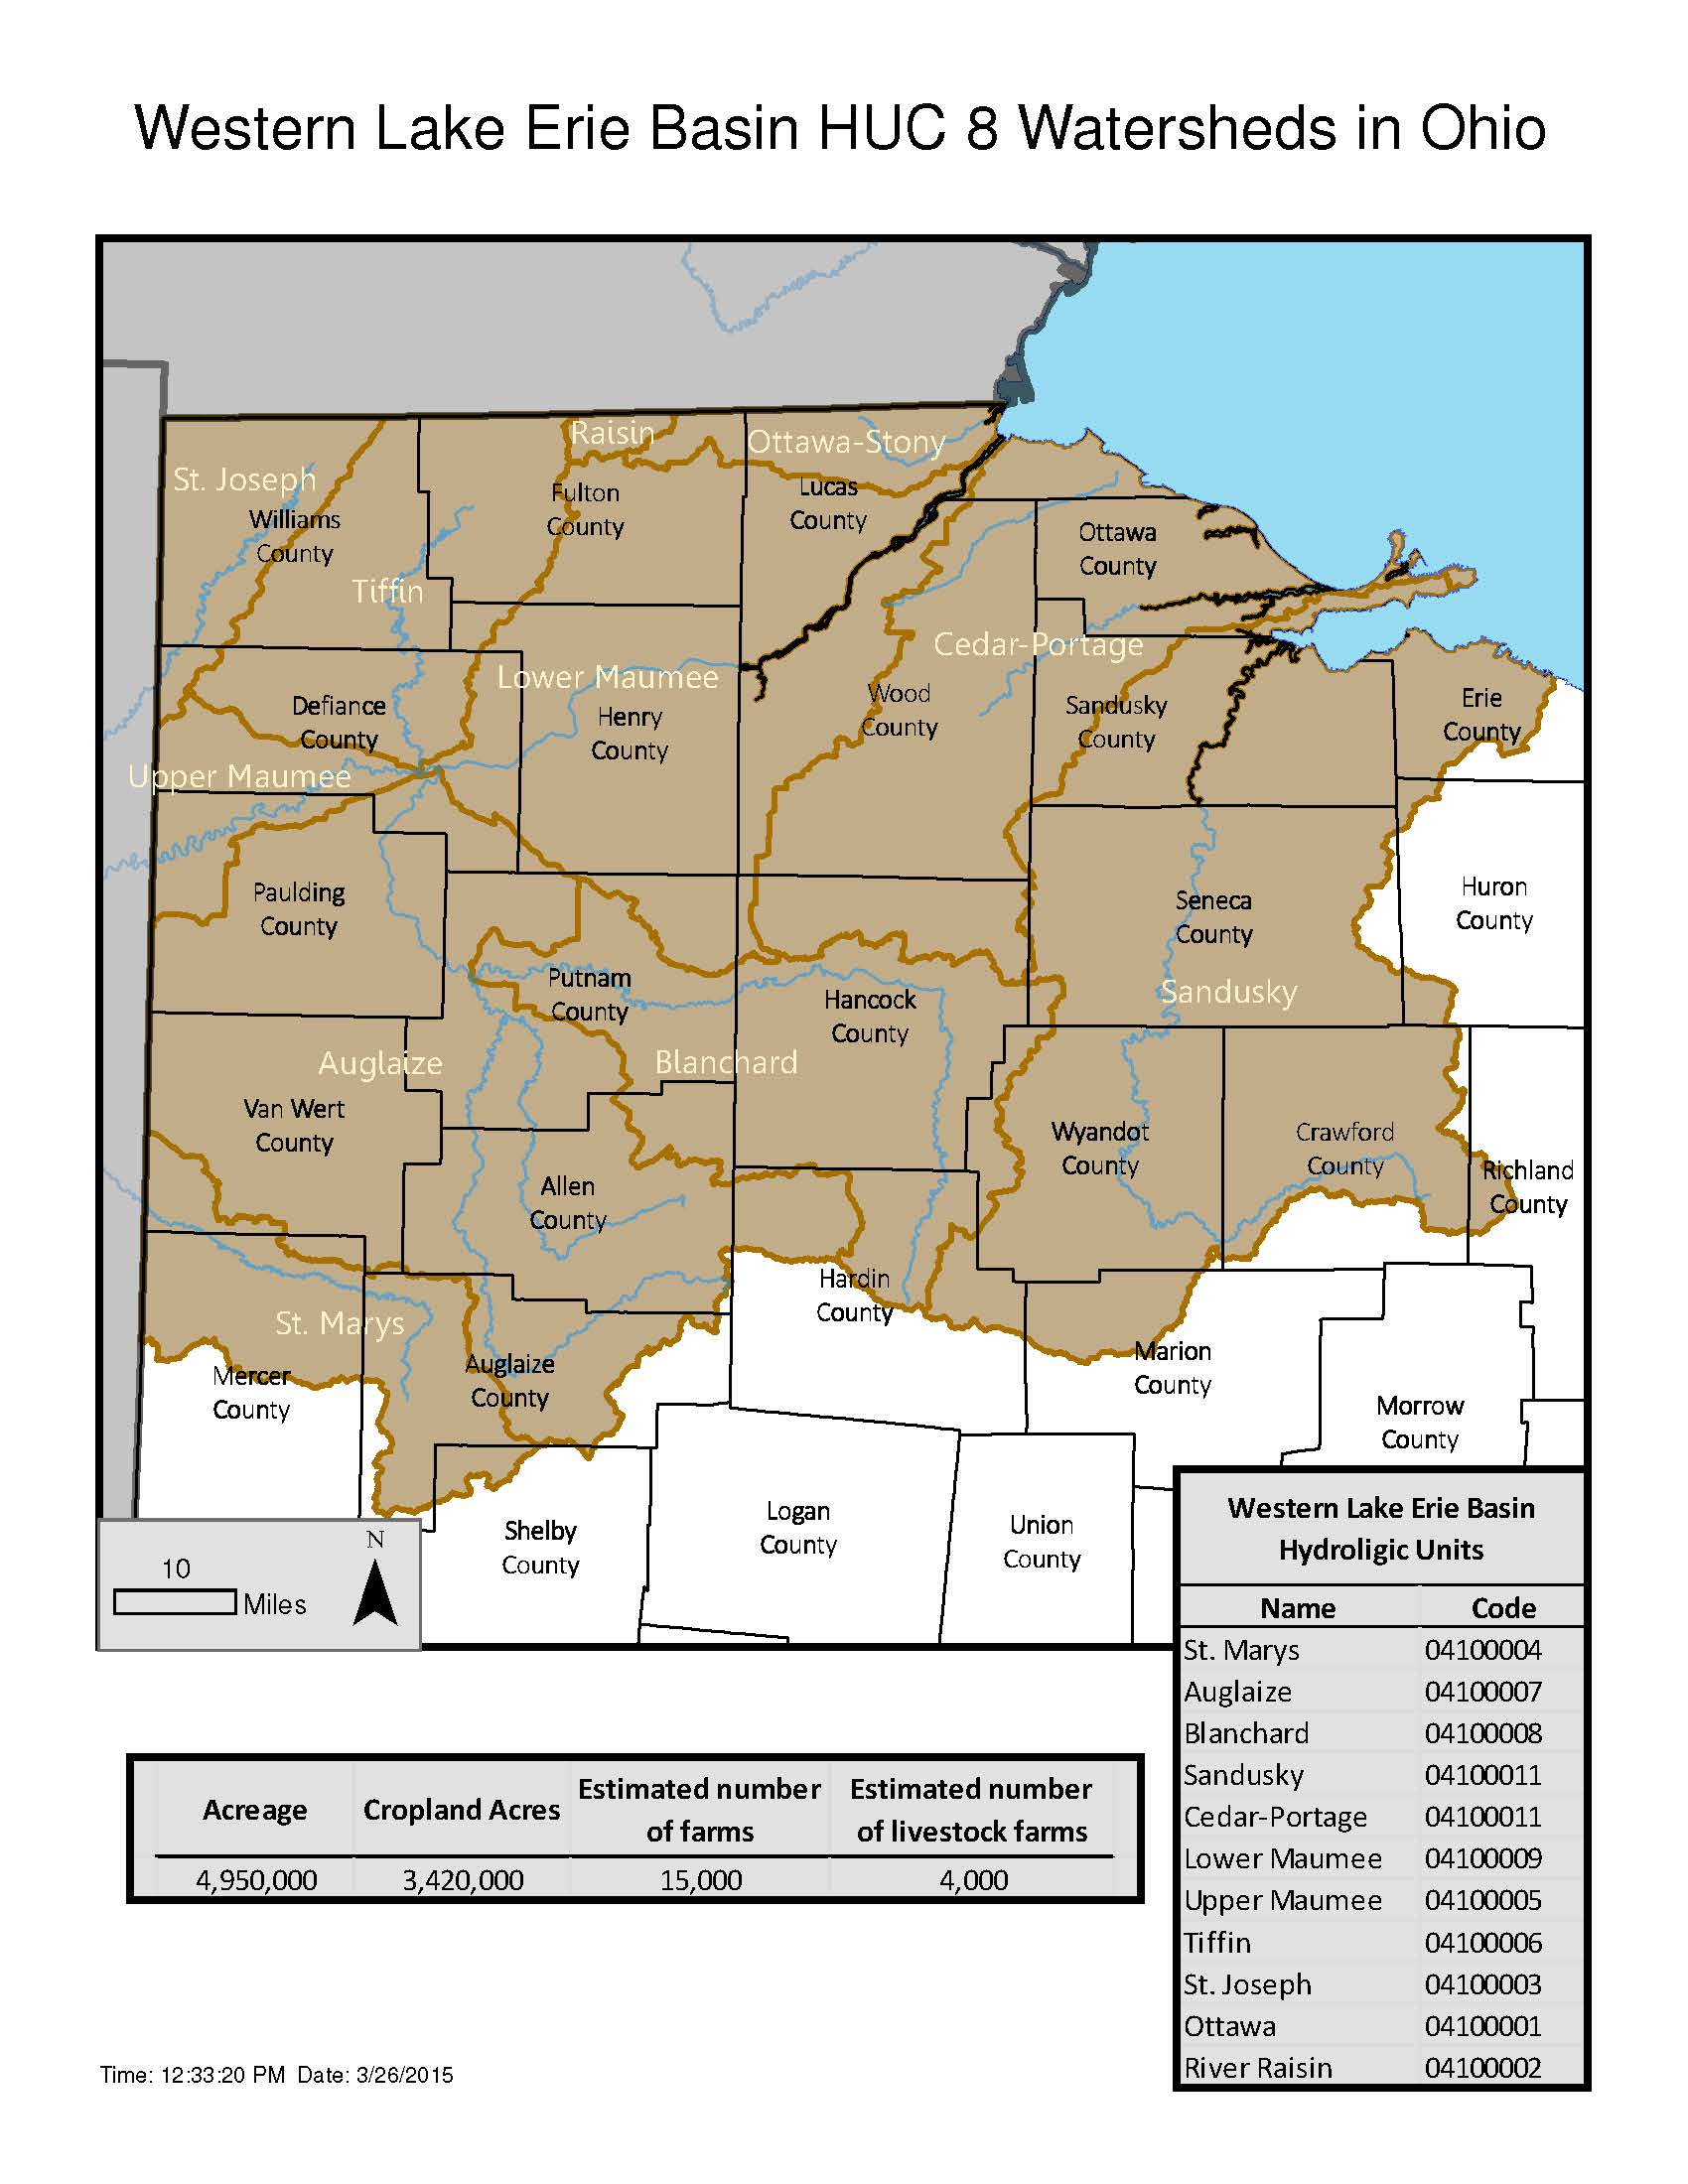 Western Lake Erie Basin HUC 8 Watersheds in Ohio
Raisin
Ottawa-Stony
St. Joseph
Williams
County
Fulton
County
Lucas
County
Ottawa
County
Tiffin
Cedar-Portage
Lower Maumee
Defiance
County
Henry
County
Wood
County
Sandusky
County
Erie
County
Upper Maumee
Paulding
County
Seneca
County
Huron
County
Putnam
County
Hancock
County
Sandusky
Auglaize
Blanchard
Van Wert
County
Wyandot
County
Crawford
County
Richland
County
Allen
County
Hardin
County
St. Marys
Mercer
County
Auglaize
County
Marion
County
Morrow
County
Shelby
County
Logan
County
Union
County
N
10
Miles
Western Lake Erie Basin
Hydroligic Units
Name Code
St. Marys 04100004
Auglaize 04100007
Blanchard 04100008
Sandusky 04100011
Cedar-Portage 04100011
Lower Maumee 04100009
Upper Maumee 04100005
Tiffin 04100006
St. Joseph 04100003
Ottawa 04100001
River Raisin 04100002
Acreage Cropland Acres Estimated number of farms Estimated number of livestock farms
4,950,000 3,420,000 15,000 4,000
Time: 12:33:20 PM Date: 3/26/2015